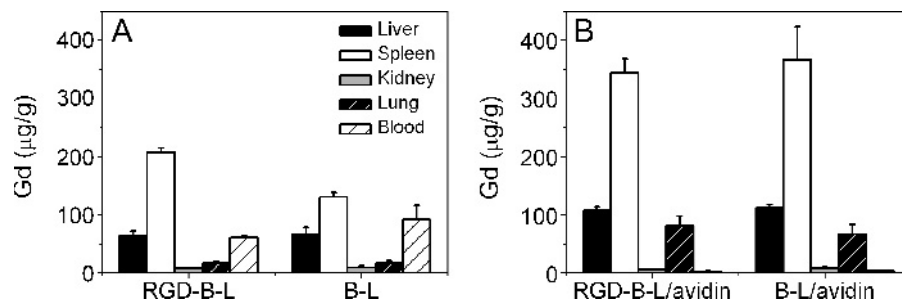 A
B
Liver
Spleen
Kidney
Lung
Blood
Gd (μg/g)
400
300
200
100
0
RGD-B-L
B-L
Gd (μg/g)
400
300
200
100
0
RGD-B-L/avidin
B-L/avidin